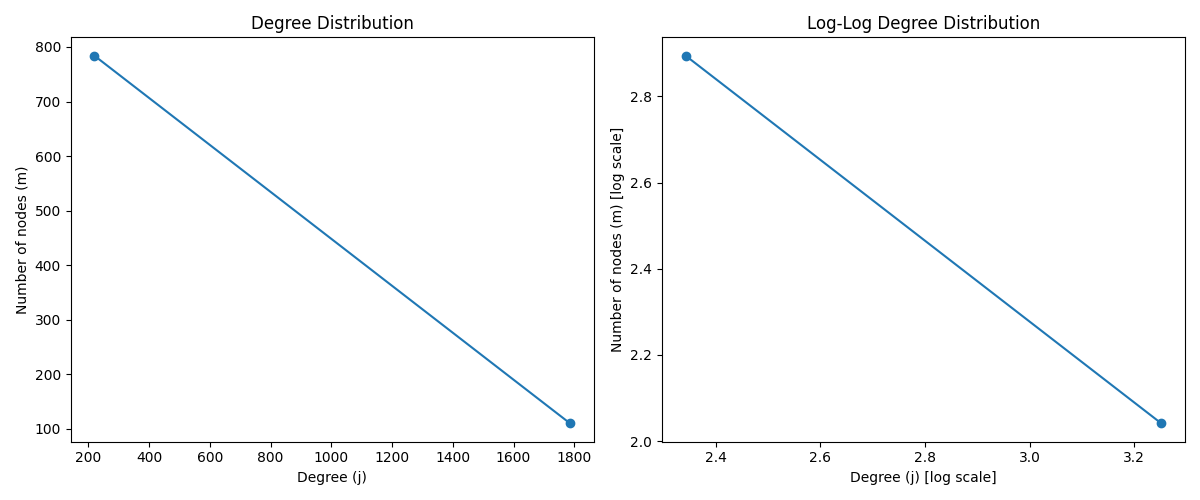 Degree Distribution
Number of nodes (m)
800
700
600
500
400
300
200
100
200 400 600 800 1000 1200 1400 1600 1800
Degree (j)
Log-Log Degree Distribution
Number of nodes (m) [log scale]
2.8
2.6
2.4
2.2
2.0
2.4 2.6 2.8 3.0 3.2
Degree (j) [log scale]